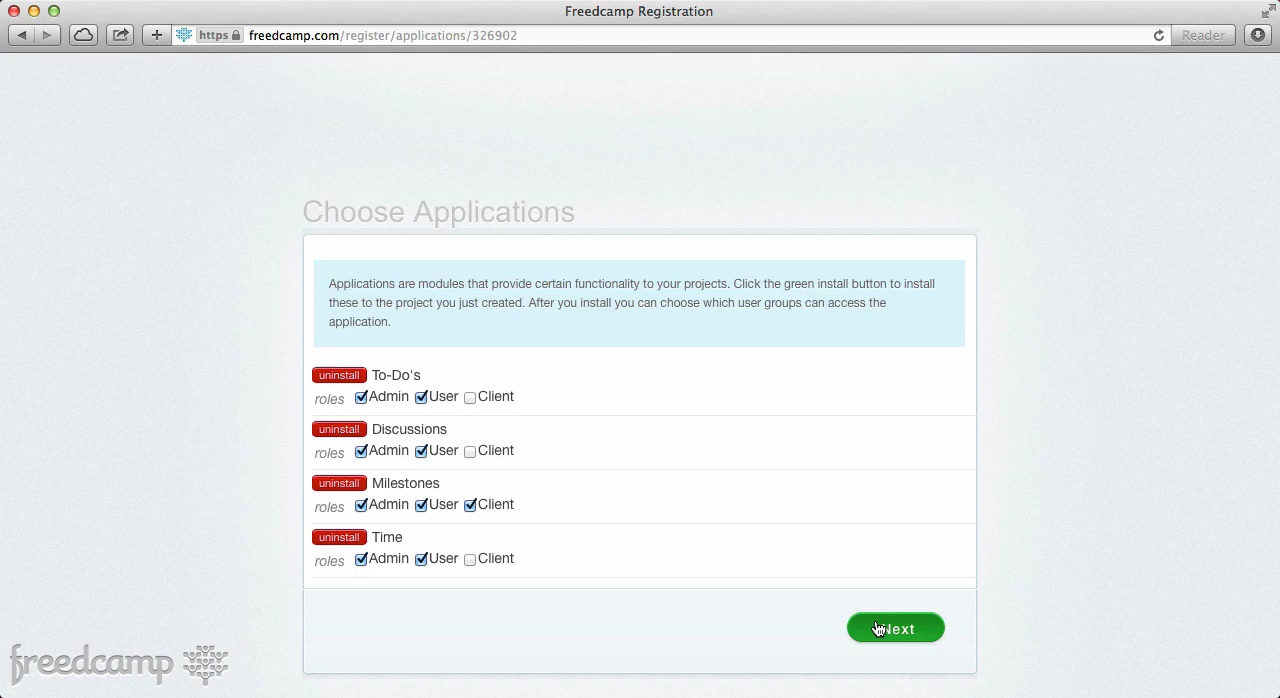 Freedcamp Registration
https freedcamp.com/register/applications/326902
Reader
Choose Applications
Applications are modules that provide certain functionality to your projects. Click the green install button to install
these to the project you just created. After you install you can choose which user groups can access the
application.
uninstall To-Do's
roles Admin User Client
uninstall Discussions
roles Admin User Client
uninstall Milestones
roles Admin User Client
uninstall Time
roles Admin User Client
Next
freedcamp